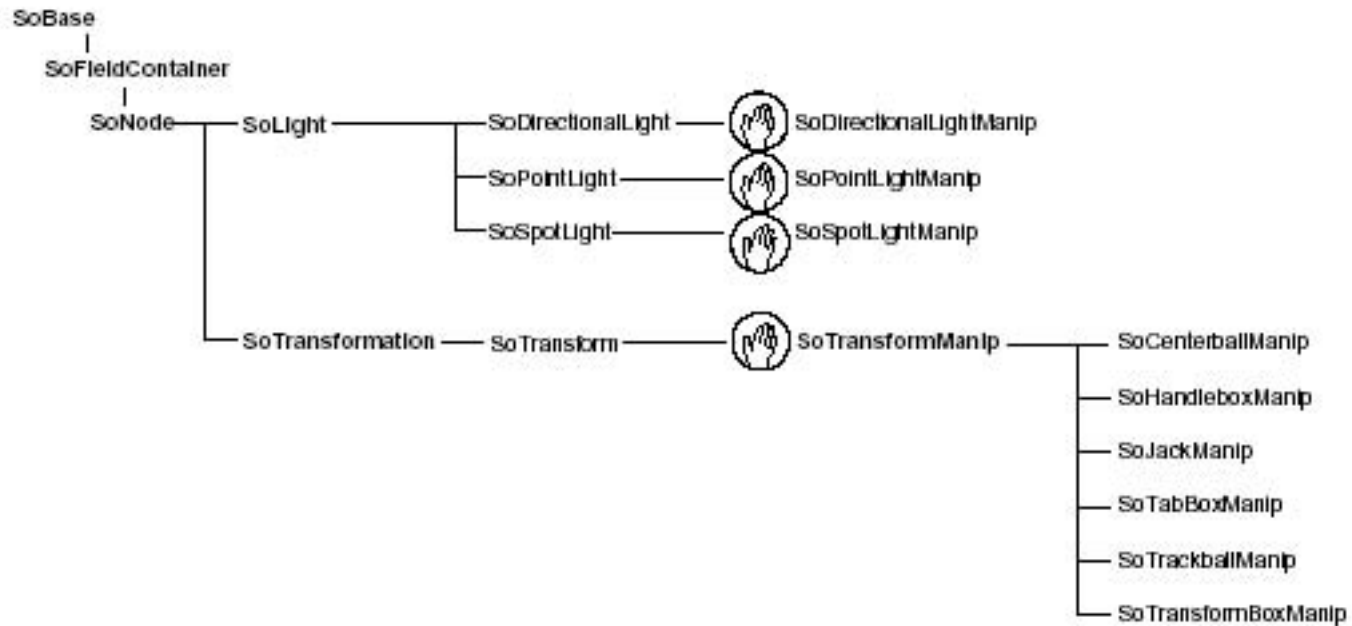 SoBase
SoFieldContainer
SoNode SoLight SoDirectionalLight SoDirectionalLightManip
SoPointLight SoPointLightManip
SoSpotLight SoSpotLightManip
SoTransformation SoTransform SoTransformManip SoCenterballManip
SoHandleboxManip
SoJackManip
SoTabBoxManip
SoTrackballManip
SoTransformBoxManip